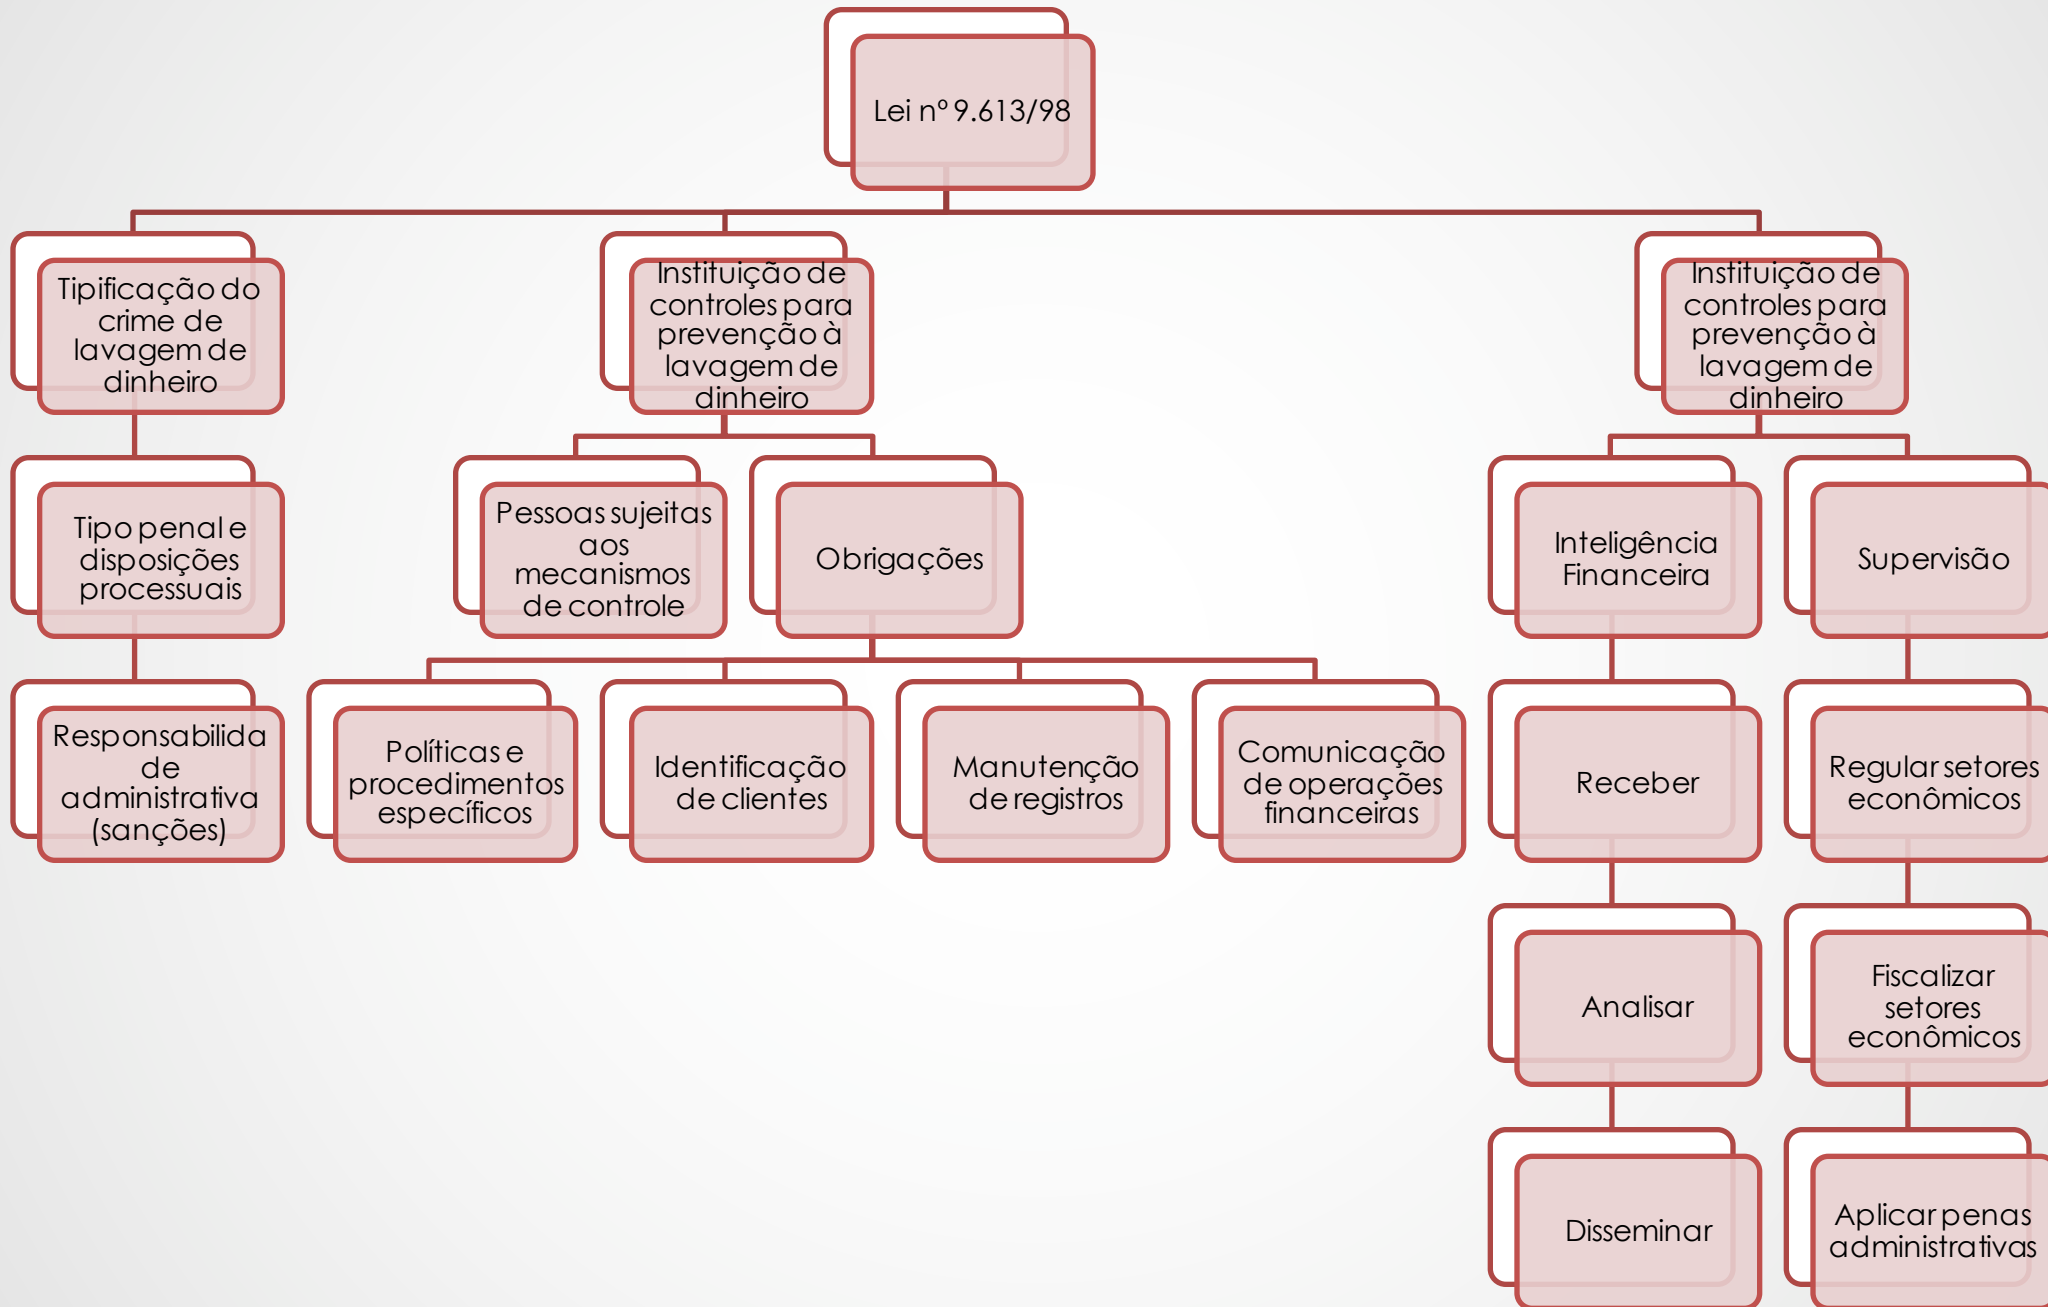 Lei nº 9.613/98
Tipificação do
crime de
lavagem de
dinheiro
Instituição de
controles para
prevenção à
lavagem de
dinheiro
Instituição de
controles para
prevenção à
lavagem de
dinheiro
Tipo penal e
disposições
processuais
Pessoas sujeitas
aos
mecanismos
de controle
Obrigações
Inteligência
Financeira
Supervisão
Responsabilida
de
administrativa
(sanções)
Políticas e
procedimentos
específicos
Identificação
de clientes
Manutenção
de registros
Comunicação
de operações
financeiras
Receber
Regular setores
econômicos
Analisar
Fiscalizar
setores
econômicos
Disseminar
Aplicar penas
administrativas